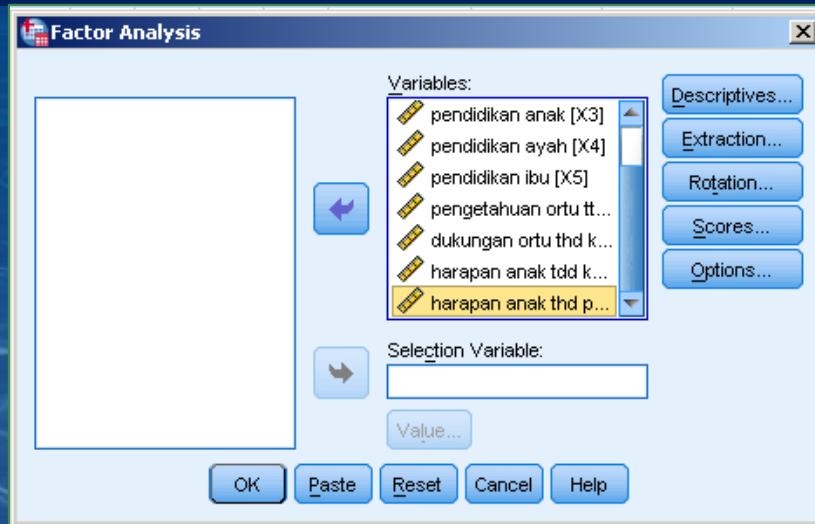 Factor Analysis
Variables:
pendidikan anak [X3]
pendidikan ayah [X4]
pendidikan ibu [X5]
pengetahuan ortu tt...
dukungan ortu thd k...
harapan anak tdd k...
harapan anak thd p...
Descriptives...
Extraction...
Rotation...
Scores...
Options...
Selection Variable:
Value...
OK Paste Reset Cancel Help